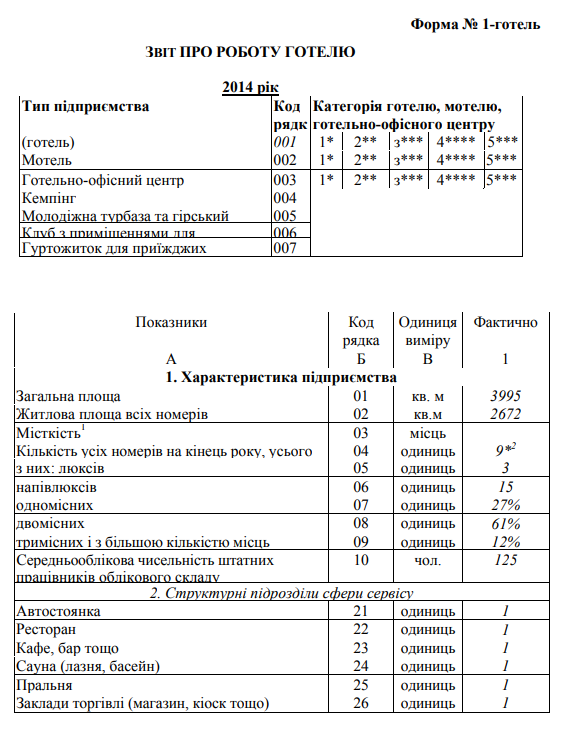 Форма № 1-готель
ЗВІТ ПРО РОБОТУ ГОТЕЛЮ
2014 рік
Тип підприємства Код рядк Категорія готелю, мотелю, готельно-офісного центру
(готель) 001 1* 2** з*** 4**** 5***
Мотель 002 1* 2** з*** 4**** 5***
Готельно-офісний центр 003 1* 2** з*** 4**** 5***
Кемпінг 004
Молодіжна турбаза та гірський 005
Клуб з приміщеннями для 006
Гуртожиток для приїжджих 007
Показники Код рядка Одиниця виміру Фактично
А Б В 1
1. Характеристика підприємства
Загальна площа 01 кв. м 3995
Житлова площа всіх номерів 02 кв.м 2672
Місткість1 03 місць
Кількість усіх номерів на кінець року, усього 04 одиниць 9*2
з них: люксів 05 одиниць 3
напівлюксів 06 одиниць 15
одномісних 07 одиниць 27%
двомісних 08 одиниць 61%
тримісних і з більшою кількістю місць 09 одиниць 12%
Середньооблікова чисельність штатних 10 чол. 125
працівників облікового складу
2. Структурні підрозділи сфери сервісу
Автостоянка 21 одиниць 1
Ресторан 22 одиниць 1
Кафе, бар тощо 23 одиниць 1
Сауна (лазня, басейн) 24 одиниць 1
Пральня 25 одиниць 1
Заклади торгівлі (магазин, кіоск тощо) 26 одиниць 1